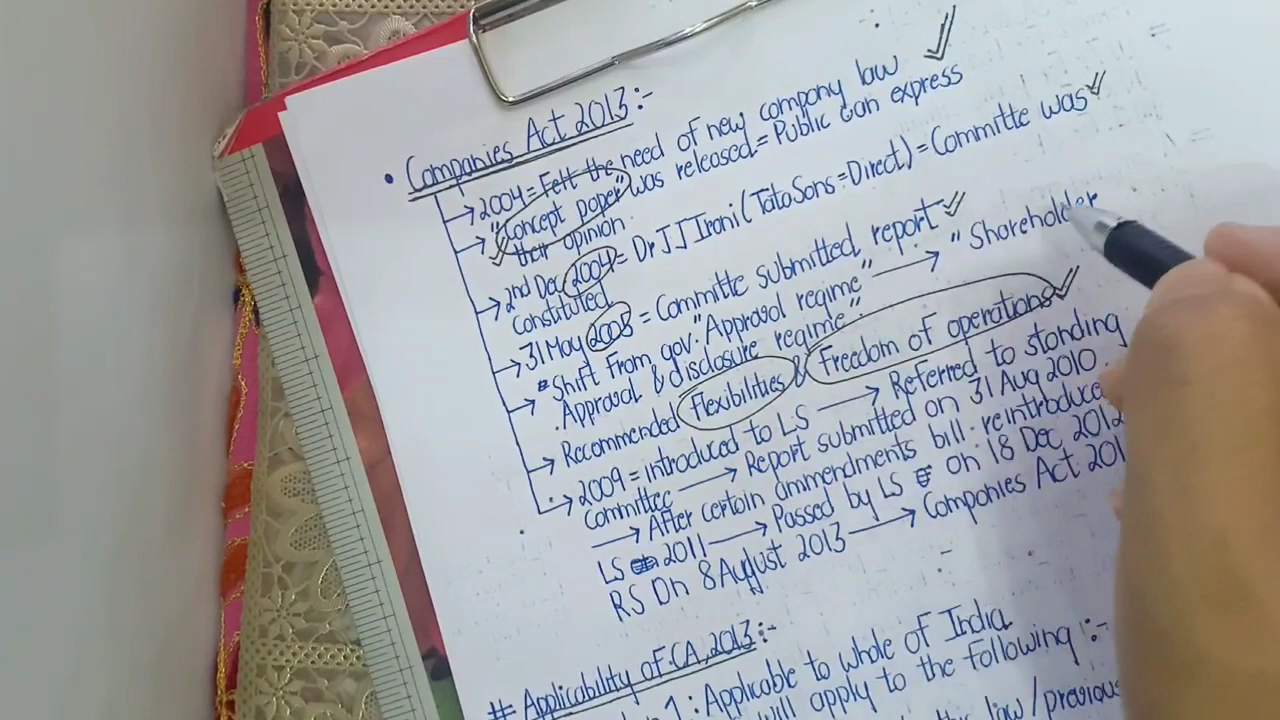 • Companies Act 2013:-
→ 2004 = Felt the need of new company law
→ "Concept paper" was released = Public can express
their opinion.
→ 2nd Dec 2004 = Dr J J Irani (Tata Sons = Direct) = Committe was
constituted
→ 31 May 2005 = Committe submitted report
→ Shift from gov. "Approval regime" → "Shareholder
Approval & disclosure regime".
→ Recommended flexibilities & Freedom of operations
→ 2009 = introduced to LS → Referred to standing
committee → Report submitted on 31 Aug 2010.
→ After certain ammendments bill reintroduce
LS 2011 → Passed by LS on 18 Dec 2012
RS On 8 August 2013 → Companies Act 201
# Applicability of CA, 2013:-
1: Applicable to whole of India
will apply to the following :-
law / previous